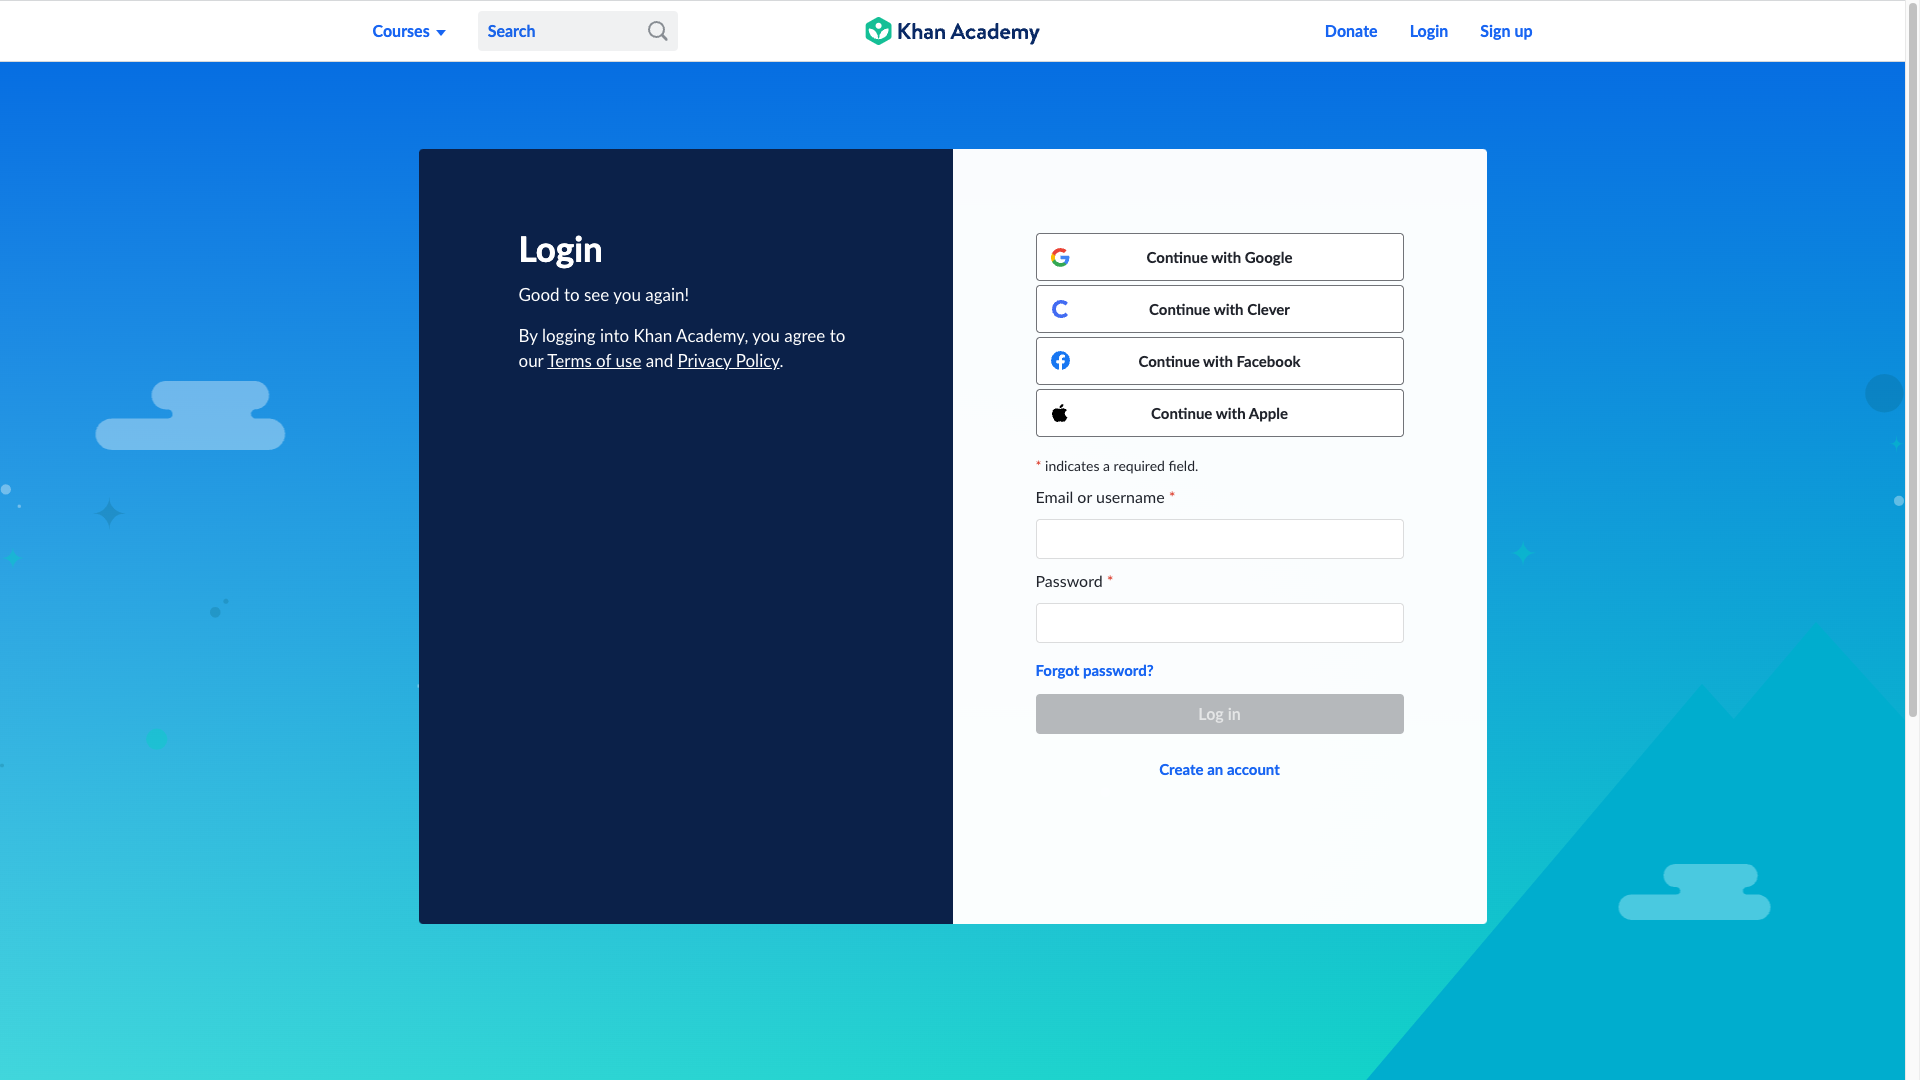 Courses
Search
Khan Academy
Donate
Login
Sign up
Login
Good to see you again!
By logging into Khan Academy, you agree to
our Terms of use and Privacy Policy.
Continue with Google
Continue with Clever
Continue with Facebook
Continue with Apple
* indicates a required field.
Email or username *
Password *
Forgot password?
Log in
Create an account